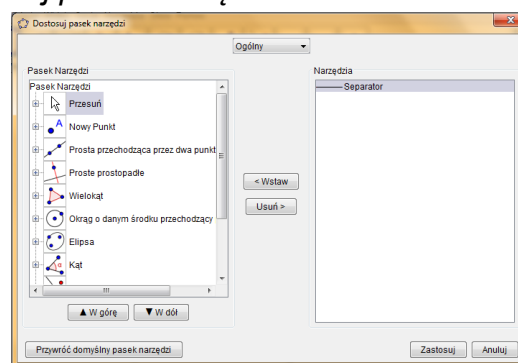 Dostosuj pasek narzędzi
Ogólny
Pasek Narzędzi
Pasek Narzędzi
Przesuń
A
Nowy Punkt
Prosta przechodząca przez dwa punkt
Proste prostopadłe
Wielokąt
Okrąg o danym środku przechodzący
Elipsa
Kąt
▲ W górę
▼ W dół
< Wstaw
Usuń >
Narzędzia
Separator
Przywróć domyślny pasek narzędzi
Zastosuj
Anuluj